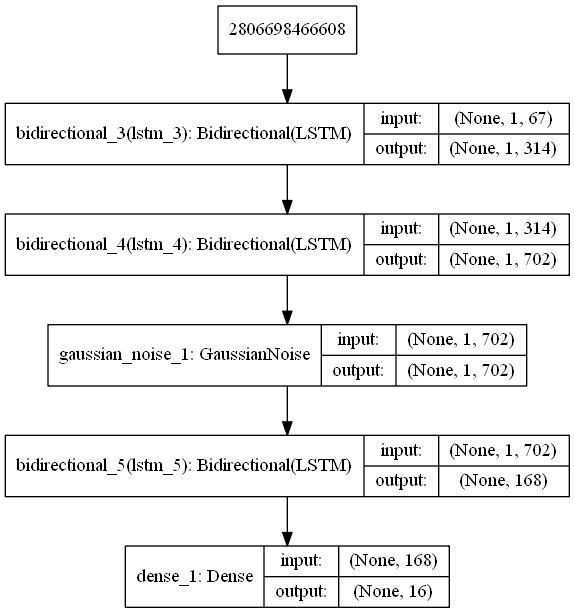 2806698466608
bidirectional_3(lstm_3): Bidirectional(LSTM)
input: (None, 1, 67)
output: (None, 1, 314)
bidirectional_4(lstm_4): Bidirectional(LSTM)
input: (None, 1, 314)
output: (None, 1, 702)
gaussian_noise_1: GaussianNoise
input: (None, 1, 702)
output: (None, 1, 702)
bidirectional_5(lstm_5): Bidirectional(LSTM)
input: (None, 1, 702)
output: (None, 168)
dense_1: Dense
input: (None, 168)
output: (None, 16)